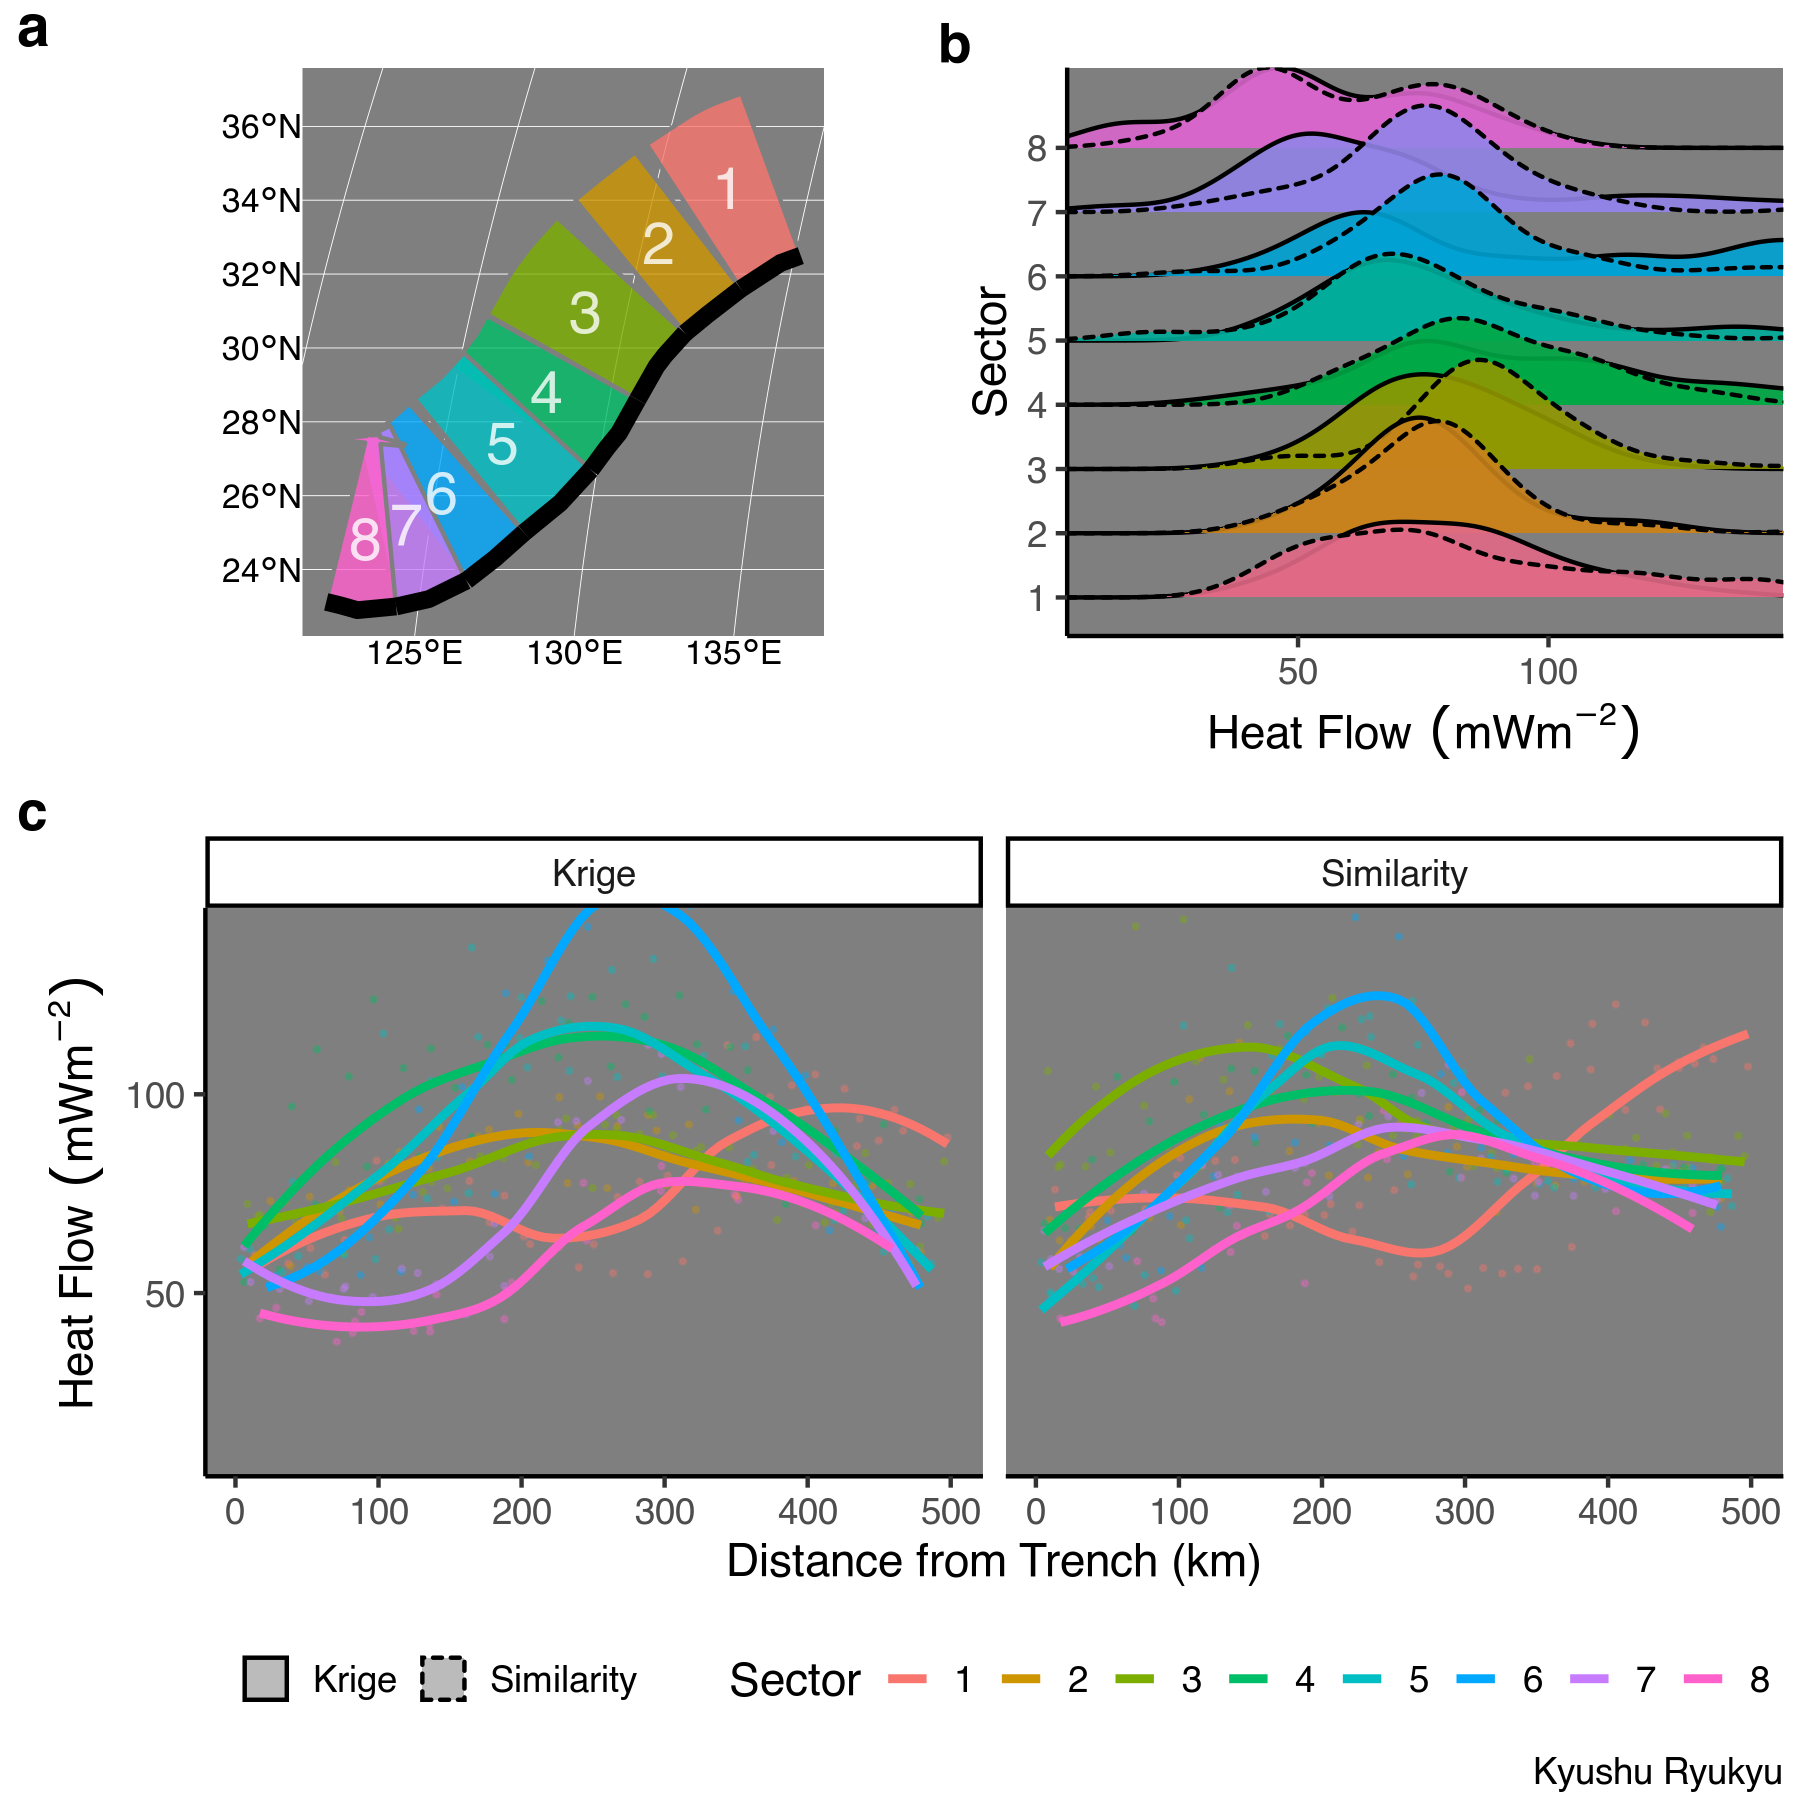 a
36°N
34°N
32°N
30°N
28°N
26°N
24°N
1
2
3
4
5
6
7
8
125°E 130°E 135°E
b
Sector
8
7
6
5
4
3
2
1
50 100
Heat Flow (mWm−2)
c
Krige Similarity
Heat Flow (mWm−2)
100
50
0 100 200 300 400 500 0 100 200 300 400 500
Distance from Trench (km)
Krige Similarity Sector 1 2 3 4 5 6 7 8
Kyushu Ryukyu